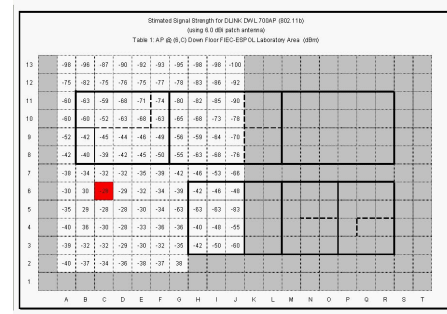 Stimated Signal Strength for DLINK DWL 700AP (802.11b)
(using 6.0 dBi patch antenna)
Table 1: AP @ (6,C) Down Floor FIEC-ESPOL Laboratory Area (dBm)
13 -98 -96 -87 -90 -82 -93 -95 -98 -98 -100
12 -75 -82 -75 -76 -75 -77 -78 -83 -86 -92
11 -60 -63 -59 -68 -71 -74 -80 -82 -85 -90
10 -60 -60 -52 -63 -68 -63 -65 -68 -73 -78
9 -52 -42 -45 -44 -46 -49 -56 -59 -64 -70
8 -42 -40 -39 -42 -45 -50 -55 -63 -68 -76
7 -38 -34 -32 -32 -35 -39 -42 -46 -53 -66
6 -30 30 -29 -32 -34 -39 -42 -46 -48
5 -35 29 -28 -28 -30 -34 -63 -63 -63 -83
4 -40 36 -30 -28 -33 -36 -36 -40 -48 -55
3 -39 -32 -32 -29 -30 -32 -35 -42 -50 -60
2 -40 -37 -34 -36 -38 -37 38
1
A B C D E F G H I J K L M N O P Q R S T